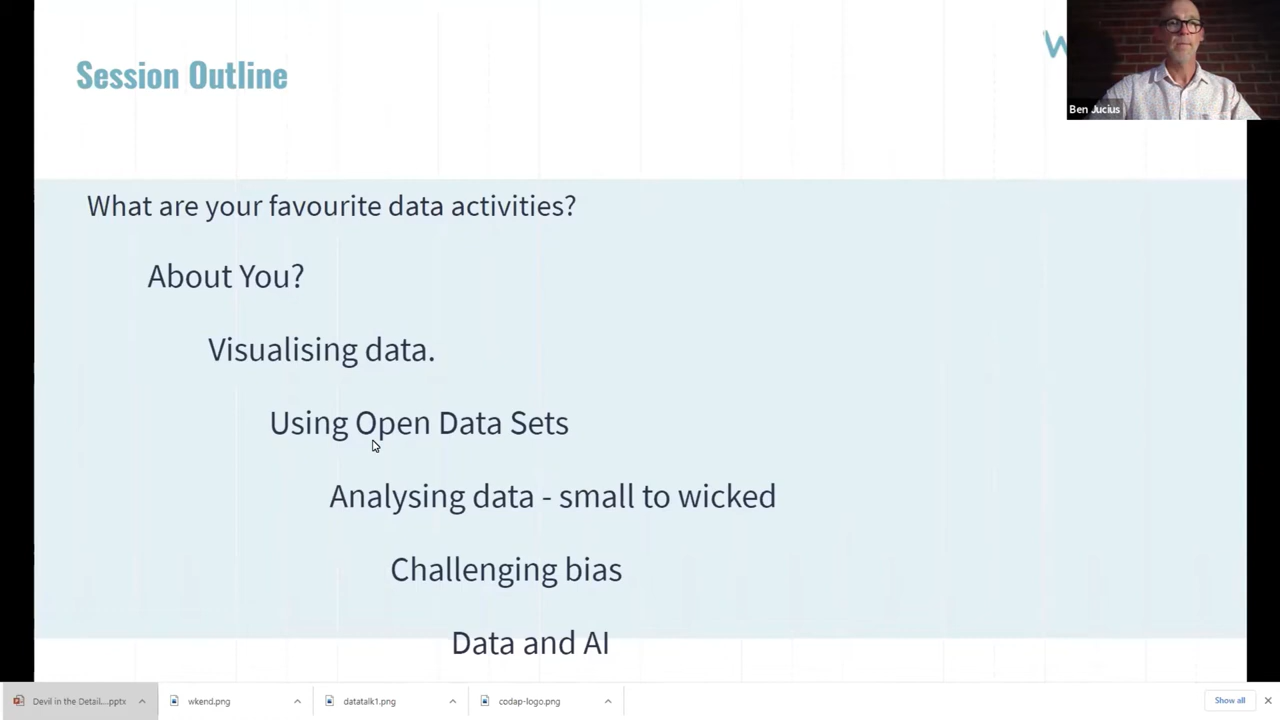 Session Outline
Ben Jucius
What are your favourite data activities?
About You?
Visualising data.
Using Open Data Sets
Analysing data - small to wicked
Challenging bias
Data and AI
Devil in the Detail....pptx
wkend.png
datatalk1.png
codap-logo.png
Show all